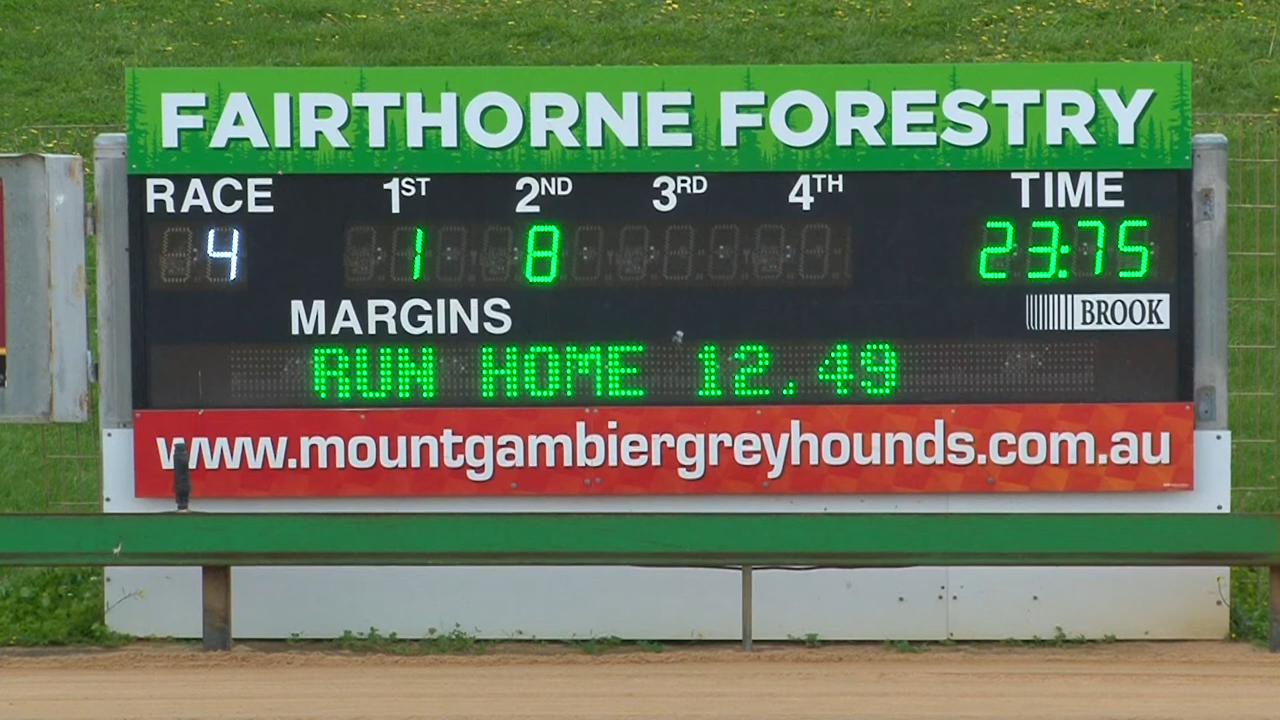 FAIRTHORNE FORESTRY
RACE 1ST 2ND 3RD 4TH TIME
4 1 8 23:75
MARGINS BROOK
RUN HOME 12.49
www.mountgambiergreyhounds.com.au